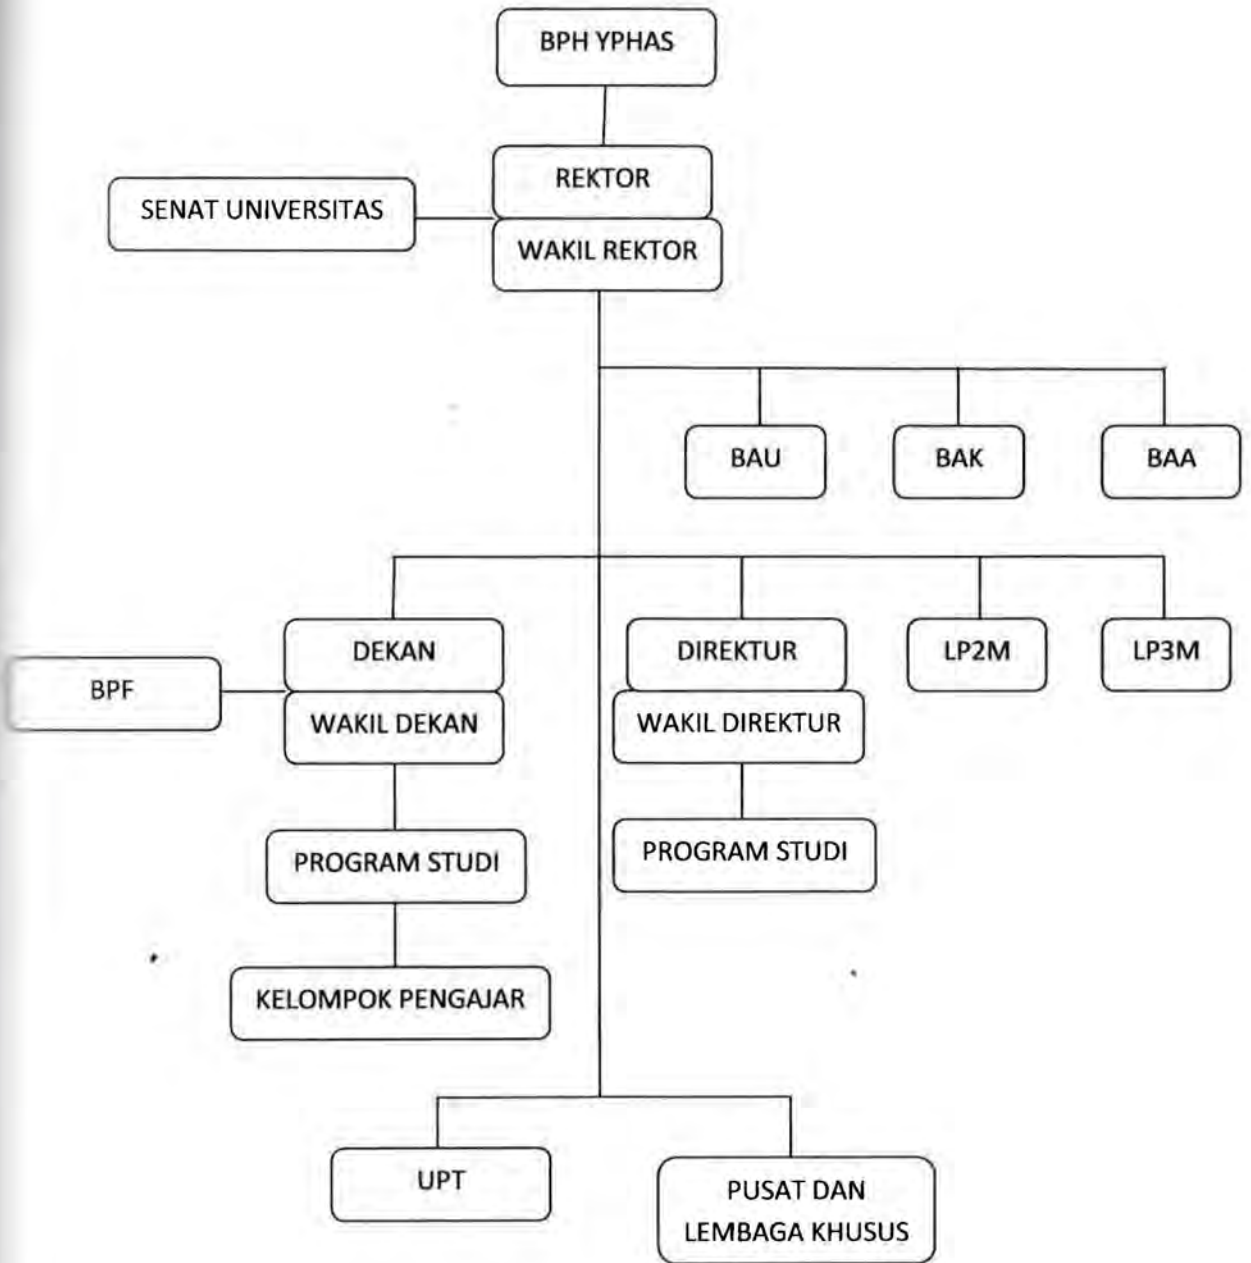 BPH YPHAS
REKTOR
SENAT UNIVERSITAS
WAKIL REKTOR
BAU
BAK
BAA
DEKAN
DIREKTUR
LP2M
LP3M
BPF
WAKIL DEKAN
WAKIL DIREKTUR
PROGRAM STUDI
PROGRAM STUDI
KELOMPOK PENGAJAR
UPT
PUSAT DAN
LEMBAGA KHUSUS